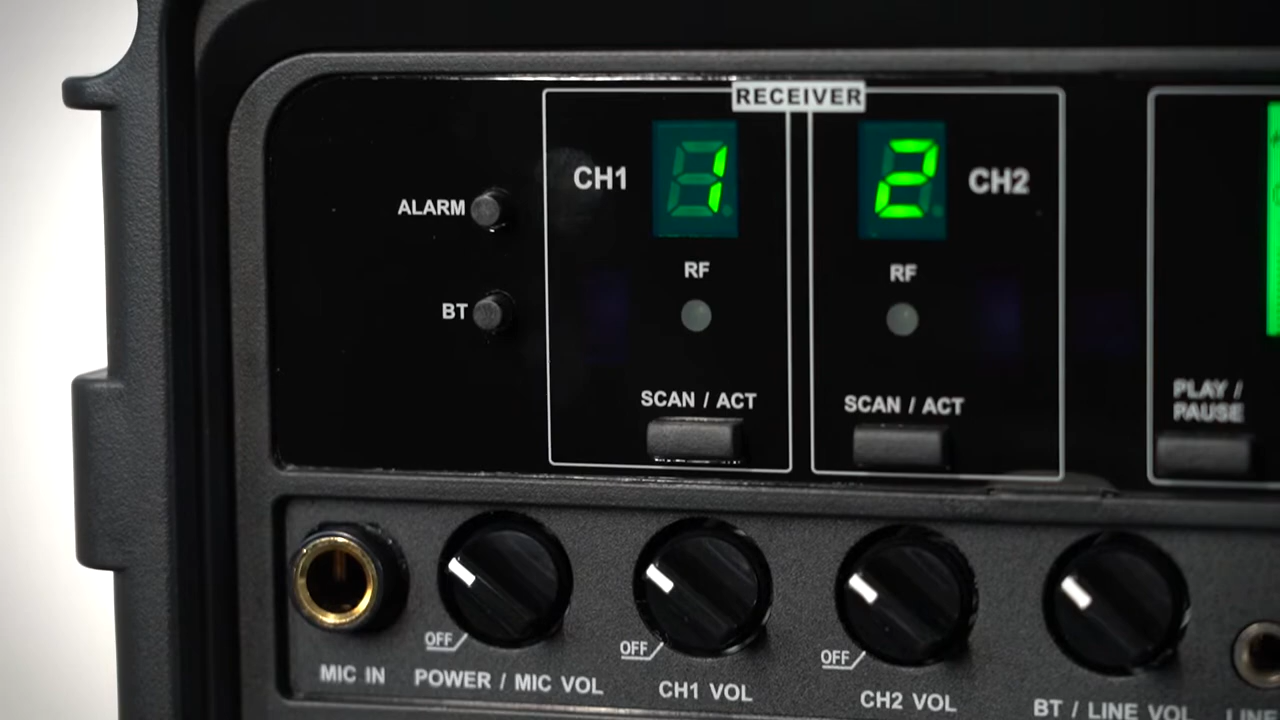 RECEIVER
CH1
1
2
CH2
ALARM
RF
RF
BT
SCAN / ACT
SCAN / ACT
PLAY /
PAUSE
OFF
OFF
OFF
MIC IN
POWER / MIC VOL
CH1 VOL
CH2 VOL
BT / LINE VOL
LINE